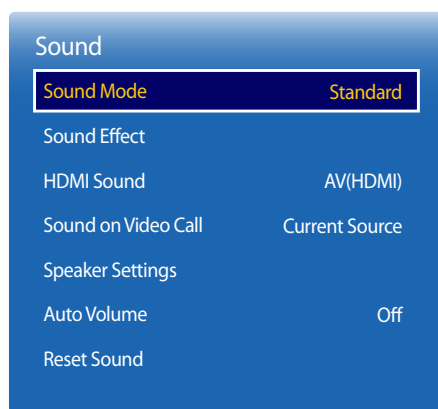 Sound
Sound Mode Standard
Sound Effect
HDMI Sound AV(HDMI)
Sound on Video Call Current Source
Speaker Settings
Auto Volume Off
Reset Sound